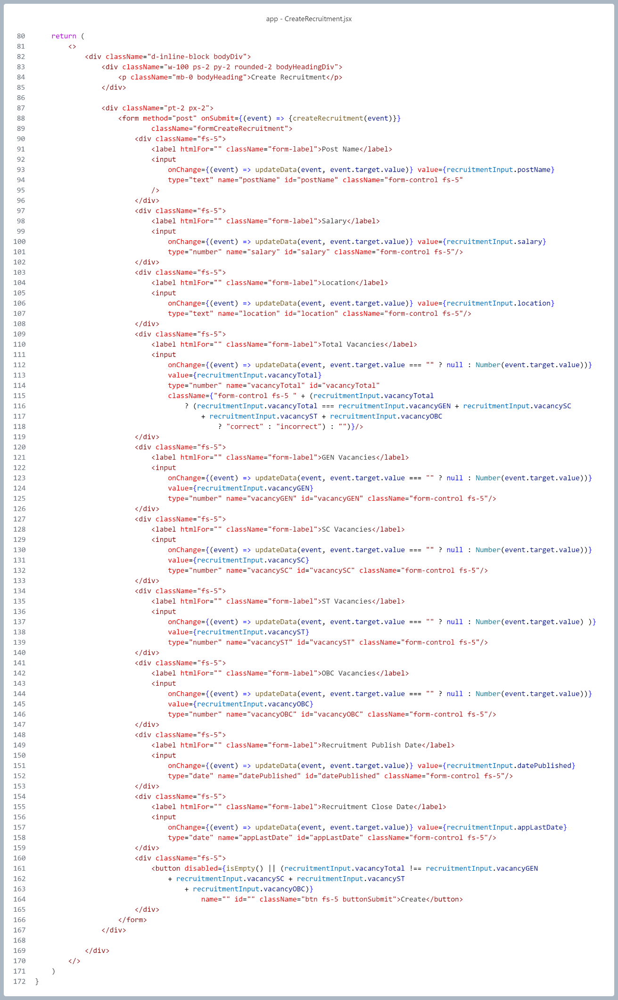 app - CreateRecruitment.jsx
80 return (
81 <>
82 <div className="d-inline-block bodyDiv">
83 <div className="w-100 ps-2 py-2 rounded-2 bodyHeadingDiv">
84 <p className="mb-0 bodyHeading">Create Recruitment</p>
85 </div>
86
87 <div className="pt-2 px-2">
88 <form method="post" onSubmit={(event) => {createRecruitment(event)}}
89 className="formCreateRecruitment">
90 <div className="fs-5">
91 <label htmlFor="" className="form-label">Post Name</label>
92 <input
93 onChange={(event) => updateData(event, event.target.value)} value={recruitmentInput.postName}
94 type="text" name="postName" id="postName" className="form-control fs-5"
95 />
96 </div>
97 <div className="fs-5">
98 <label htmlFor="" className="form-label">Salary</label>
99 <input
100 onChange={(event) => updateData(event, event.target.value)} value={recruitmentInput.salary}
101 type="number" name="salary" id="salary" className="form-control fs-5"/>
102 </div>
103 <div className="fs-5">
104 <label htmlFor="" className="form-label">Location</label>
105 <input
106 onChange={(event) => updateData(event, event.target.value)} value={recruitmentInput.location}
107 type="text" name="location" id="location" className="form-control fs-5"/>
108 </div>
109 <div className="fs-5">
110 <label htmlFor="" className="form-label">Total Vacancies</label>
111 <input
112 onChange={(event) => updateData(event, event.target.value === "" ? null : Number(event.target.value))}
113 value={recruitmentInput.vacancyTotal}
114 type="number" name="vacancyTotal" id="vacancyTotal"
115 className={"form-control fs-5 " + (recruitmentInput.vacancyTotal
116 ? (recruitmentInput.vacancyTotal === recruitmentInput.vacancyGEN + recruitmentInput.vacancySC
117 + recruitmentInput.vacancyST + recruitmentInput.vacancyOBC
118 ? "correct" : "incorrect") : "")}/>
119 </div>
120 <div className="fs-5">
121 <label htmlFor="" className="form-label">GEN Vacancies</label>
122 <input
123 onChange={(event) => updateData(event, event.target.value === "" ? null : Number(event.target.value))}
124 value={recruitmentInput.vacancyGEN}
125 type="number" name="vacancyGEN" id="vacancyGEN" className="form-control fs-5"/>
126 </div>
127 <div className="fs-5">
128 <label htmlFor="" className="form-label">SC Vacancies</label>
129 <input
130 onChange={(event) => updateData(event, event.target.value === "" ? null : Number(event.target.value))}
131 value={recruitmentInput.vacancySC}
132 type="number" name="vacancySC" id="vacancySC" className="form-control fs-5"/>
133 </div>
134 <div className="fs-5">
135 <label htmlFor="" className="form-label">ST Vacancies</label>
136 <input
137 onChange={(event) => updateData(event, event.target.value === "" ? null : Number(event.target.value) )}
138 value={recruitmentInput.vacancyST}
139 type="number" name="vacancyST" id="vacancyST" className="form-control fs-5"/>
140 </div>
141 <div className="fs-5">
142 <label htmlFor="" className="form-label">OBC Vacancies</label>
143 <input
144 onChange={(event) => updateData(event, event.target.value === "" ? null : Number(event.target.value))}
145 value={recruitmentInput.vacancyOBC}
146 type="number" name="vacancyOBC" id="vacancyOBC" className="form-control fs-5"/>
147 </div>
148 <div className="fs-5">
149 <label htmlFor="" className="form-label">Recruitment Publish Date</label>
150 <input
151 onChange={(event) => updateData(event, event.target.value)} value={recruitmentInput.datePublished}
152 type="date" name="datePublished" id="datePublished" className="form-control fs-5"/>
153 </div>
154 <div className="fs-5">
155 <label htmlFor="" className="form-label">Recruitment Close Date</label>
156 <input
157 onChange={(event) => updateData(event, event.target.value)} value={recruitmentInput.appLastDate}
158 type="date" name="appLastDate" id="appLastDate" className="form-control fs-5"/>
159 </div>
160 <div className="fs-5">
161 <button disabled={isEmpty() || (recruitmentInput.vacancyTotal !== recruitmentInput.vacancyGEN
162 + recruitmentInput.vacancySC + recruitmentInput.vacancyST
163 + recruitmentInput.vacancyOBC)}
164 name="" id="" className="btn fs-5 buttonSubmit">Create</button>
165 </div>
166 </form>
167 </div>
168
169 </div>
170 </>
171 )
172 }